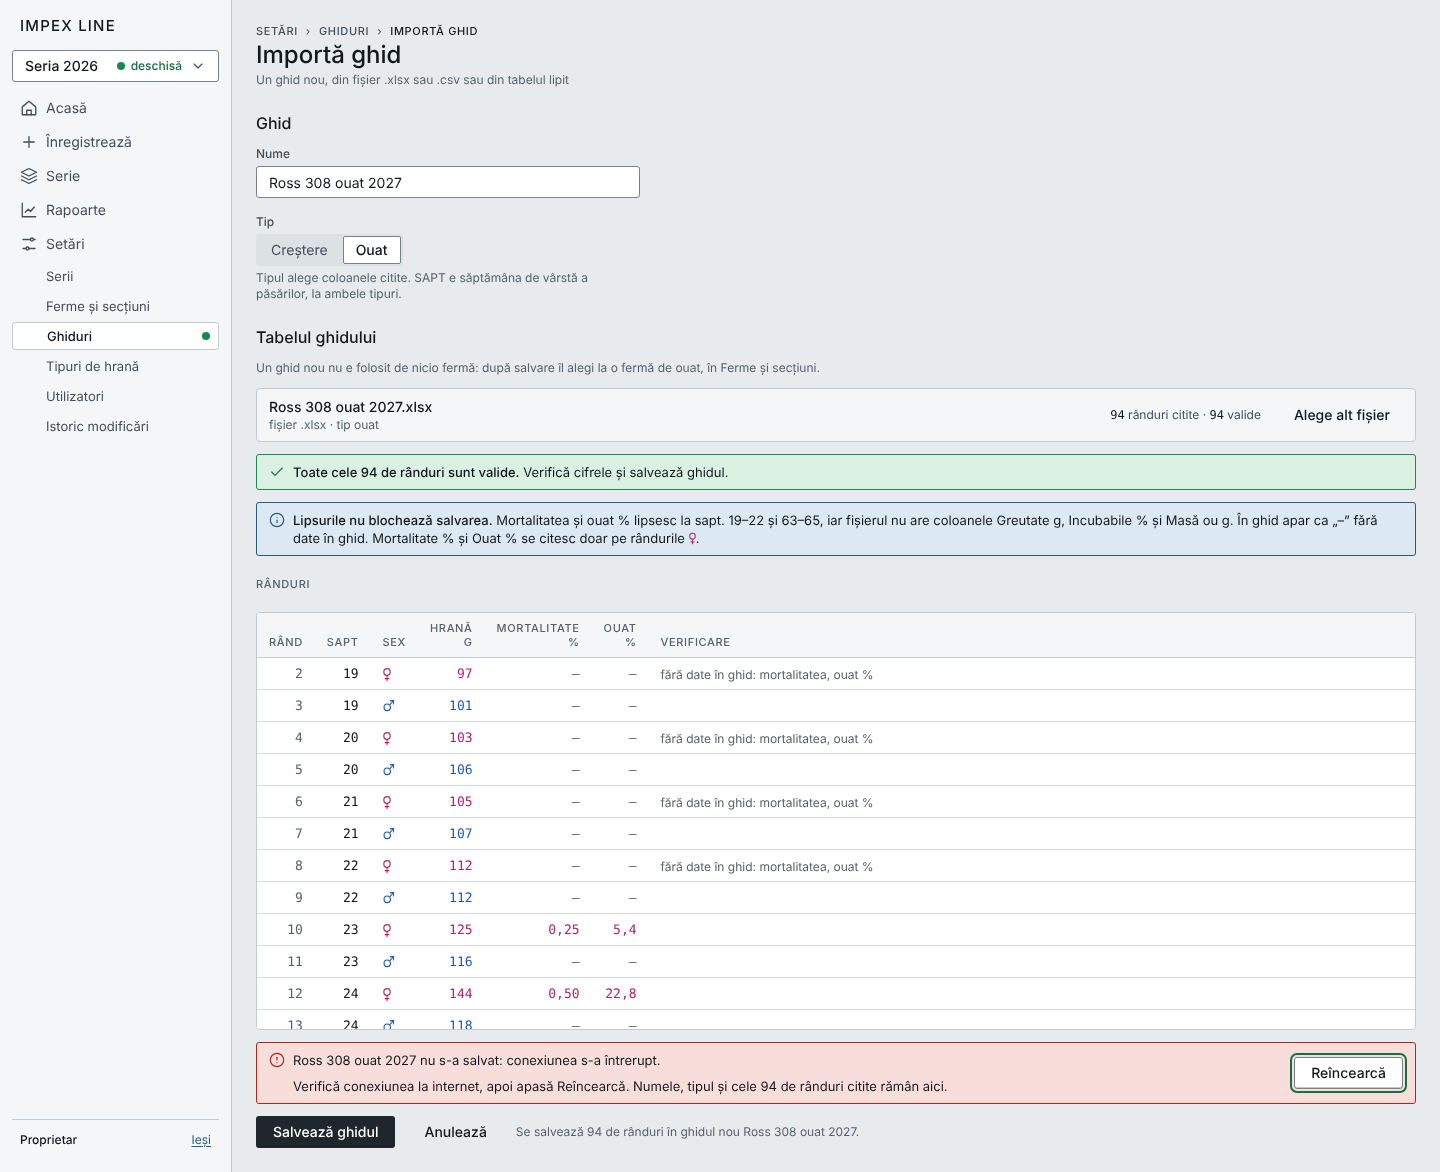 IMPEX LINE
Seria 2026 deschisă
Acasă
Înregistrează
Serie
Rapoarte
Setări
Serii
Ferme și secțiuni
Ghiduri
Tipuri de hrană
Utilizatori
Istoric modificări
Proprietar Ieși
SETĂRI › GHIDURI › IMPORTĂ GHID
Importă ghid
Un ghid nou, din fișier .xlsx sau .csv sau din tabelul lipit
Ghid
Nume
Ross 308 ouat 2027
Tip
Creștere Ouat
Tipul alege coloanele citite. SAPT e săptămâna de vârstă a
păsărilor, la ambele tipuri.
Tabelul ghidului
Un ghid nou nu e folosit de nicio fermă: după salvare îl alegi la o fermă de ouat, în Ferme și secțiuni.
Ross 308 ouat 2027.xlsx
fișier .xlsx · tip ouat
94 rânduri citite · 94 valide Alege alt fișier
Toate cele 94 de rânduri sunt valide. Verifică cifrele și salvează ghidul.
Lipsurile nu blochează salvarea. Mortalitatea și ouat % lipsesc la sapt. 19–22 și 63–65, iar fișierul nu are coloanele Greutate g, Incubabile % și Masă ou g. În ghid apar ca „–” fără
date în ghid. Mortalitate % și Ouat % se citesc doar pe rândurile ♀.
RÂNDURI
RÂND SAPT SEX HRANĂ G MORTALITATE % OUAT % VERIFICARE
2 19 ♀ 97 – – fără date în ghid: mortalitatea, ouat %
3 19 ♂ 101 – –
4 20 ♀ 103 – – fără date în ghid: mortalitatea, ouat %
5 20 ♂ 106 – –
6 21 ♀ 105 – – fără date în ghid: mortalitatea, ouat %
7 21 ♂ 107 – –
8 22 ♀ 112 – – fără date în ghid: mortalitatea, ouat %
9 22 ♂ 112 – –
10 23 ♀ 125 0,25 5,4
11 23 ♂ 116 – –
12 24 ♀ 144 0,50 22,8
13 24 ♂ 118 – –
Ross 308 ouat 2027 nu s-a salvat: conexiunea s-a întrerupt.
Verifică conexiunea la internet, apoi apasă Reîncearcă. Numele, tipul și cele 94 de rânduri citite rămân aici.
Reîncearcă
Salvează ghidul Anulează Se salvează 94 de rânduri în ghidul nou Ross 308 ouat 2027.